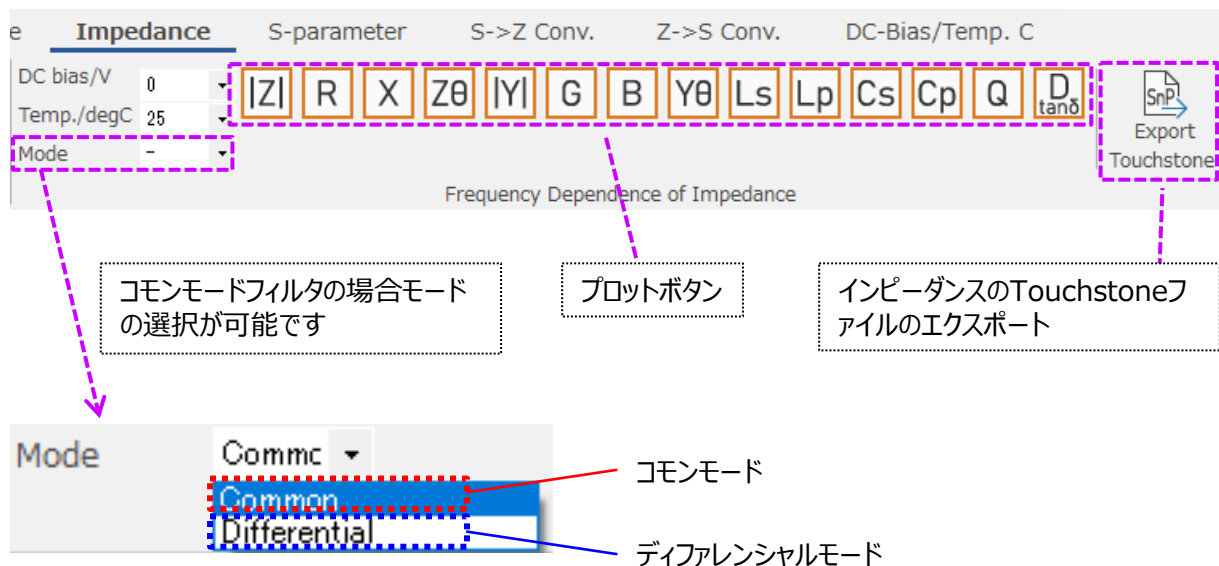 e Impedance S-parameter S->Z Conv. Z->S Conv. DC-Bias/Temp. C
DC bias/V 0
Temp./degC 25
Mode -
|Z| R X Zθ |Y| G B Yθ Ls Lp Cs Cp Q D tanδ
SnP
Export
Touchstone
Frequency Dependence of Impedance
コモンモードフィルタの場合モード
の選択が可能です
プロットボタン
インピーダンスのTouchstoneフ
ァイルのエクスポート
Mode Commc
Common
Differential
コモンモード
ディファレンシャルモード